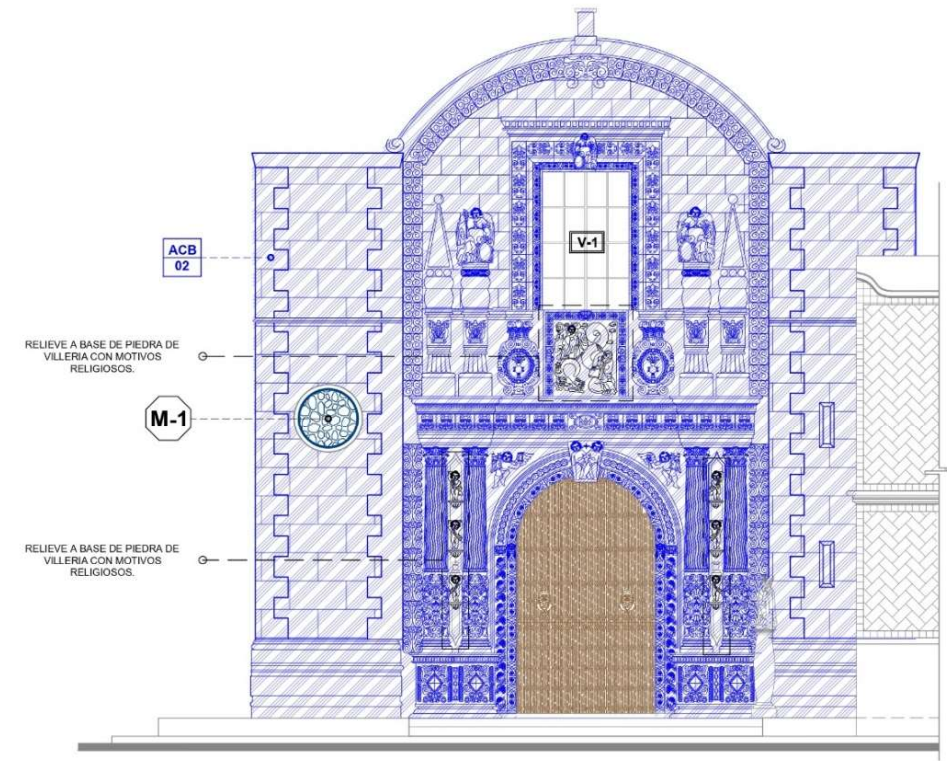 V-1
ACB
02
RELIEVE A BASE DE PIEDRA DE
VILLERIA CON MOTIVOS
RELIGIOSOS.
M-1
RELIEVE A BASE DE PIEDRA DE
VILLERIA CON MOTIVOS
RELIGIOSOS.